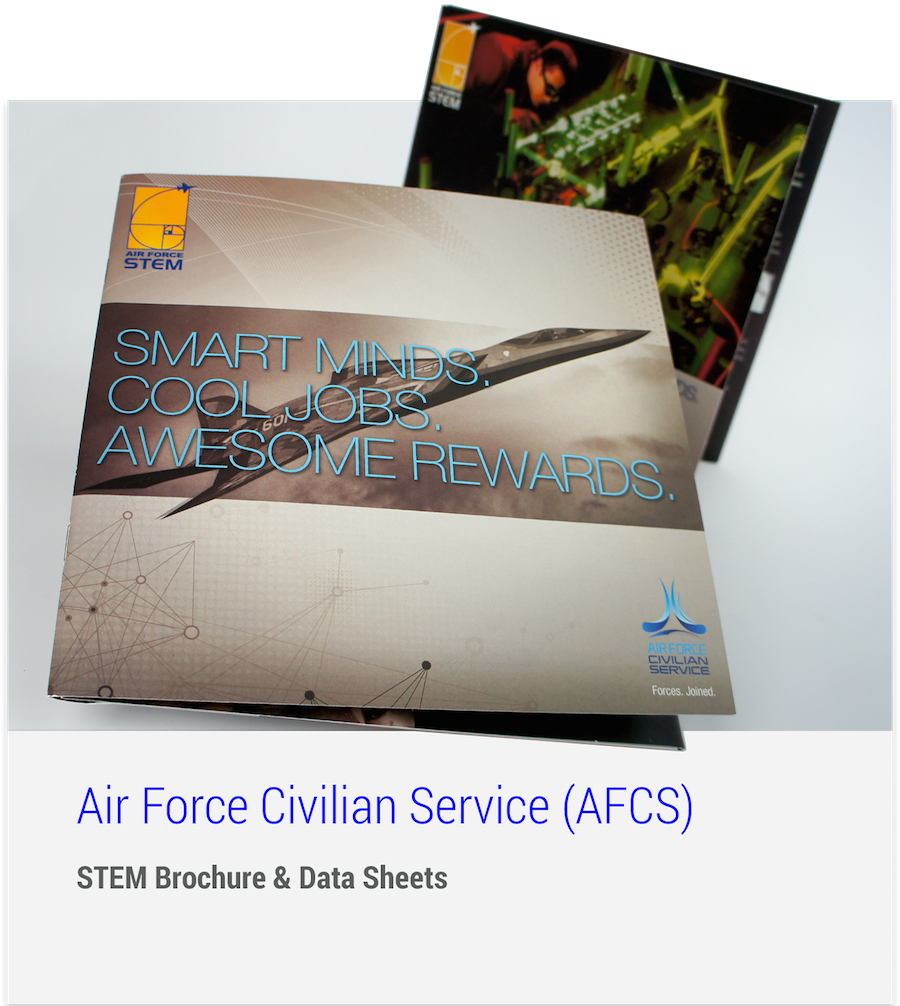 AIR FORCE
STEM
AIR FORCE
STEM
SMART MINDS.
COOL JOBS.
AWESOME REWARDS.
601
AIR FORCE
CIVILIAN
SERVICE
Forces. Joined.
Air Force Civilian Service (AFCS)
STEM Brochure & Data Sheets